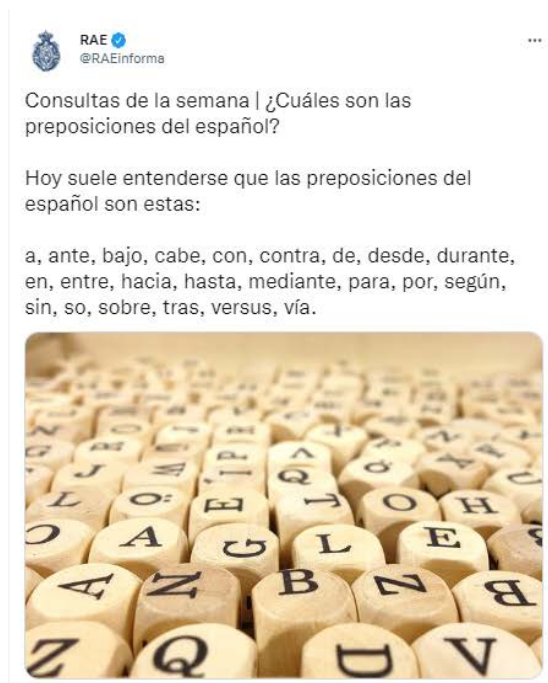 RAE
@RAEinforma
Consultas de la semana | ¿Cuáles son las
preposiciones del español?
Hoy suele entenderse que las preposiciones del
español son estas:
a, ante, bajo, cabe, con, contra, de, desde, durante,
en, entre, hacia, hasta, mediante, para, por, según,
sin, so, sobre, tras, versus, vía.
L O E L O H
A G L E
A N B N B
Z Q D V